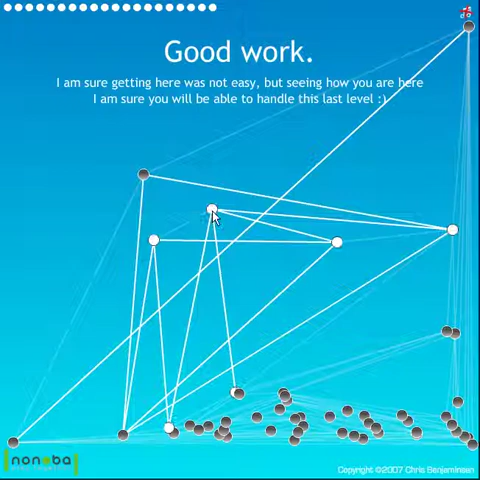 Good work.
I am sure getting here was not easy, but seeing how you are here
I am sure you will be able to handle this last level :)
nonoba
Copyright ©2007 Chris Benjaminsen